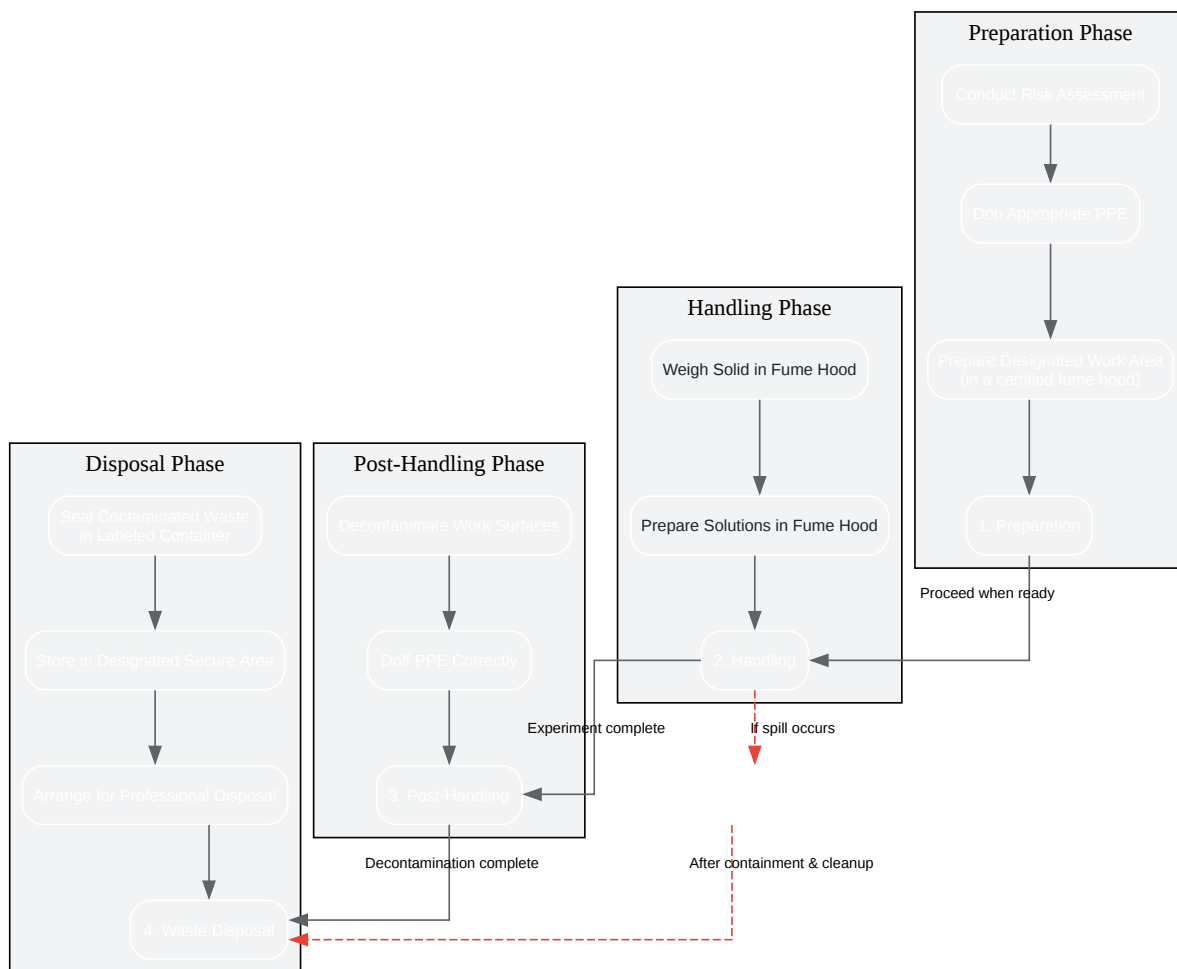 Preparation Phase
Conduct Risk Assessment
Don Appropriate PPE
Prepare Designated Work Area
(in a certified fume hood)
1. Preparation
Proceed when ready
Handling Phase
Weigh Solid in Fume Hood
Prepare Solutions in Fume Hood
2. Handling
Experiment complete
If spill occurs
Post-Handling Phase
Decontaminate Work Surfaces
Doff PPE Correctly
3. Post-Handling
Decontamination complete
After containment & cleanup
Disposal Phase
Seal Contaminated Waste
in Labeled Container
Store in Designated Secure Area
Arrange for Professional Disposal
4. Waste Disposal